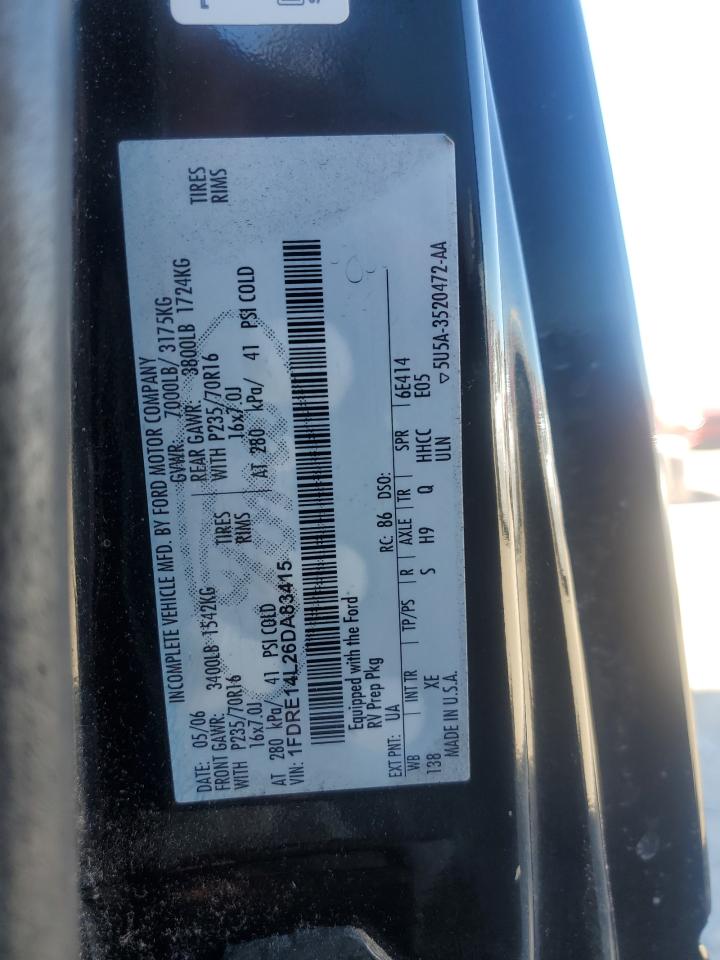 INCOMPLETE VEHICLE MFD. BY FORD MOTOR COMPANY
DATE: 05/06 GVWR: 7000LB/ 3175KG
FRONT GAWR: 3400LB 1542KG REAR GAWR: 3800LB 1724KG
WITH P235/70R16 TIRES WITH P235/70R16 TIRES
16x7.0J RIMS 16x7.0J RIMS
AT 280 kPa/ 41 PSI COLD AT 280 kPa/ 41 PSI COLD
VIN: 1FDRE14L26DA83415
Equipped with the Ford
RV Prep Pkg
EXT PNT: UA RC: 86 DSO:
WB INT TR TP/PS R AXLE TR SPR 6E414
138 XE S H9 Q HHCC E05
ULN
MADE IN U.S.A. ▽5U5A-3520472-AA